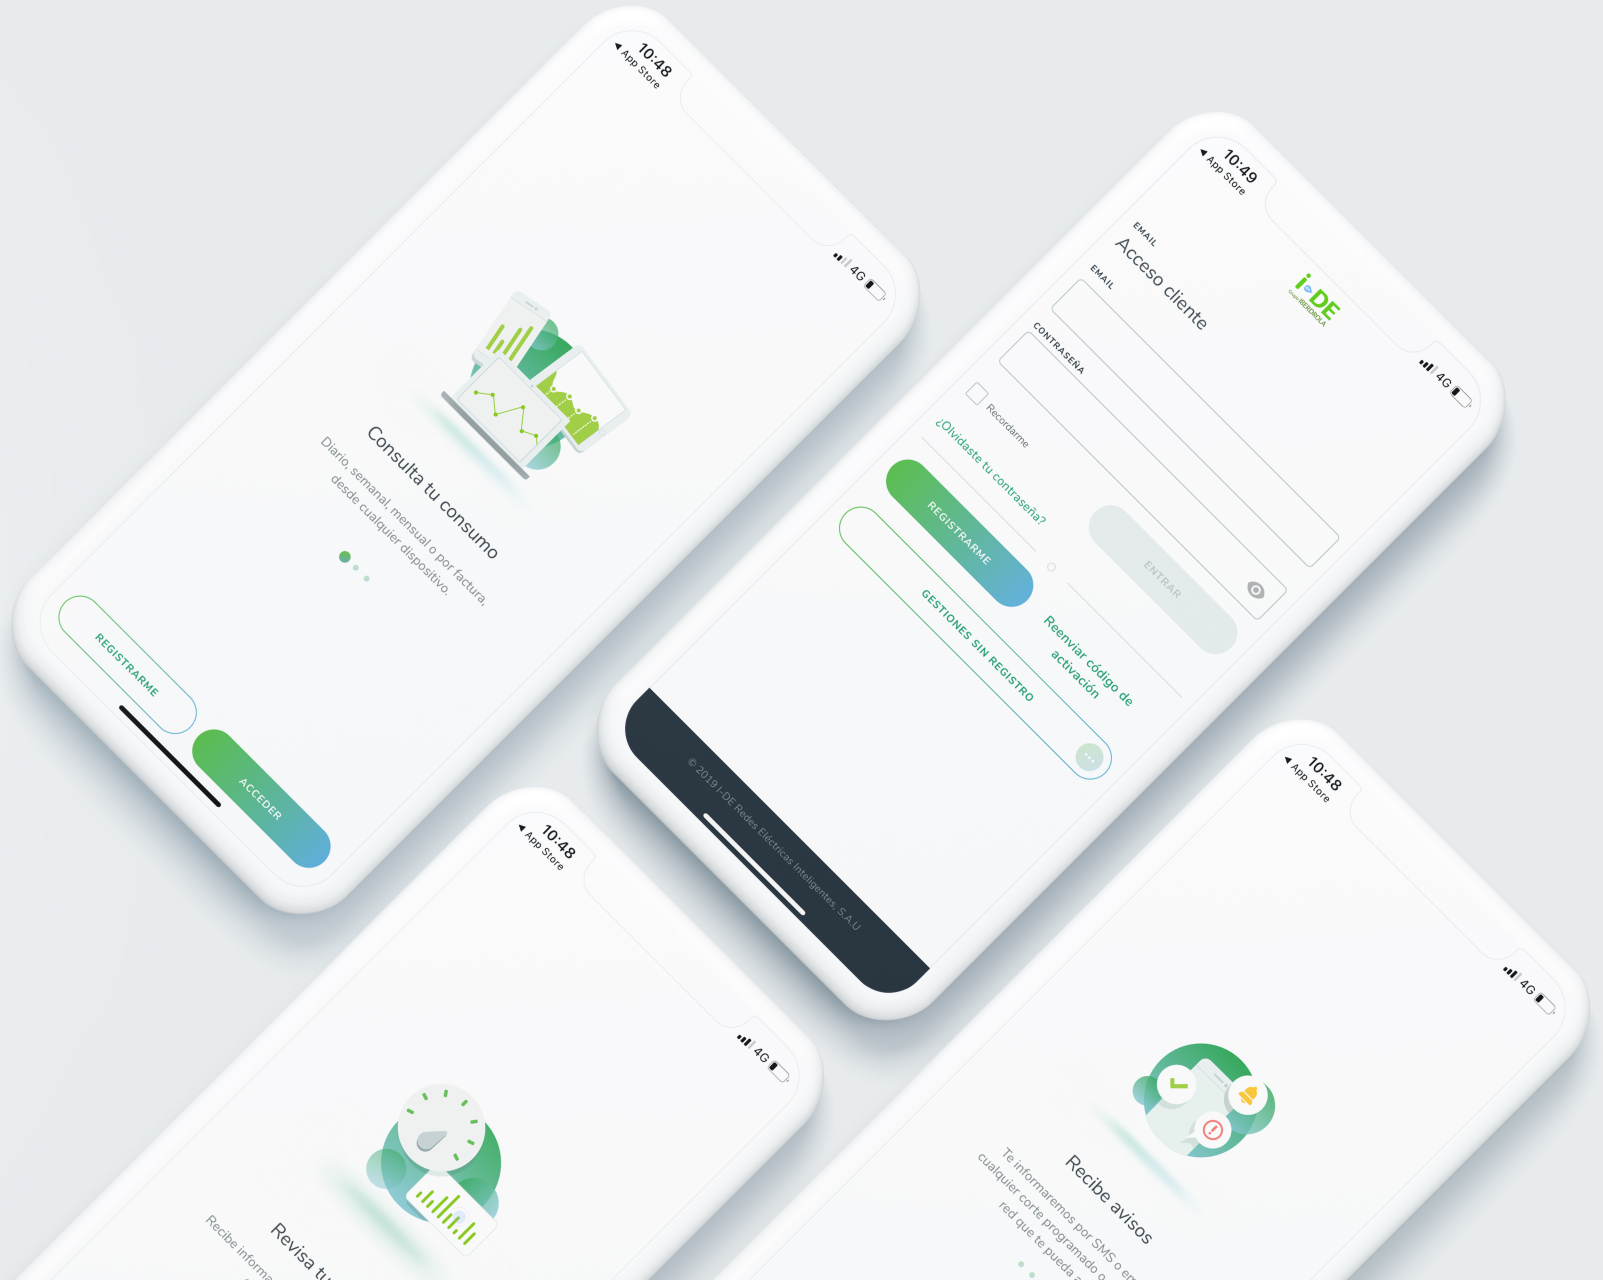 10:48
App Store
4G
Consulta tu consumo
Diario, semanal, mensual o por factura,
desde cualquier dispositivo.
REGISTRARME
ACCEDER
10:49
App Store
4G
i-DE
Grupo IBERDROLA
EMAIL
Acceso cliente
EMAIL
CONTRASEÑA
Recordarme
ENTRAR
¿Olvidaste tu contraseña?
REGISTRARME
Reenviar código de
activación
GESTIONES SIN REGISTRO
© 2019 I-DE Redes Eléctricas Inteligentes, S.A.U
10:48
App Store
4G
Revisa tu
Recibe informa
10:48
App Store
4G
Recibe avisos
Te informaremos por SMS o em
cualquier corte programado o
red que te pueda a